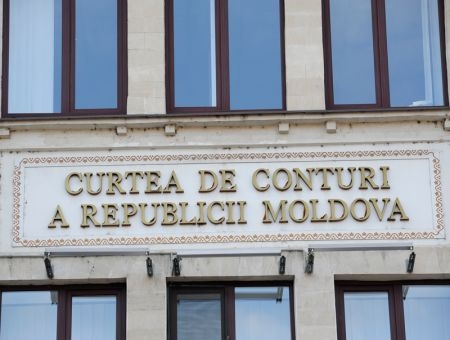 CURTEA DE CONTURI
A REPUBLICII MOLDOVA